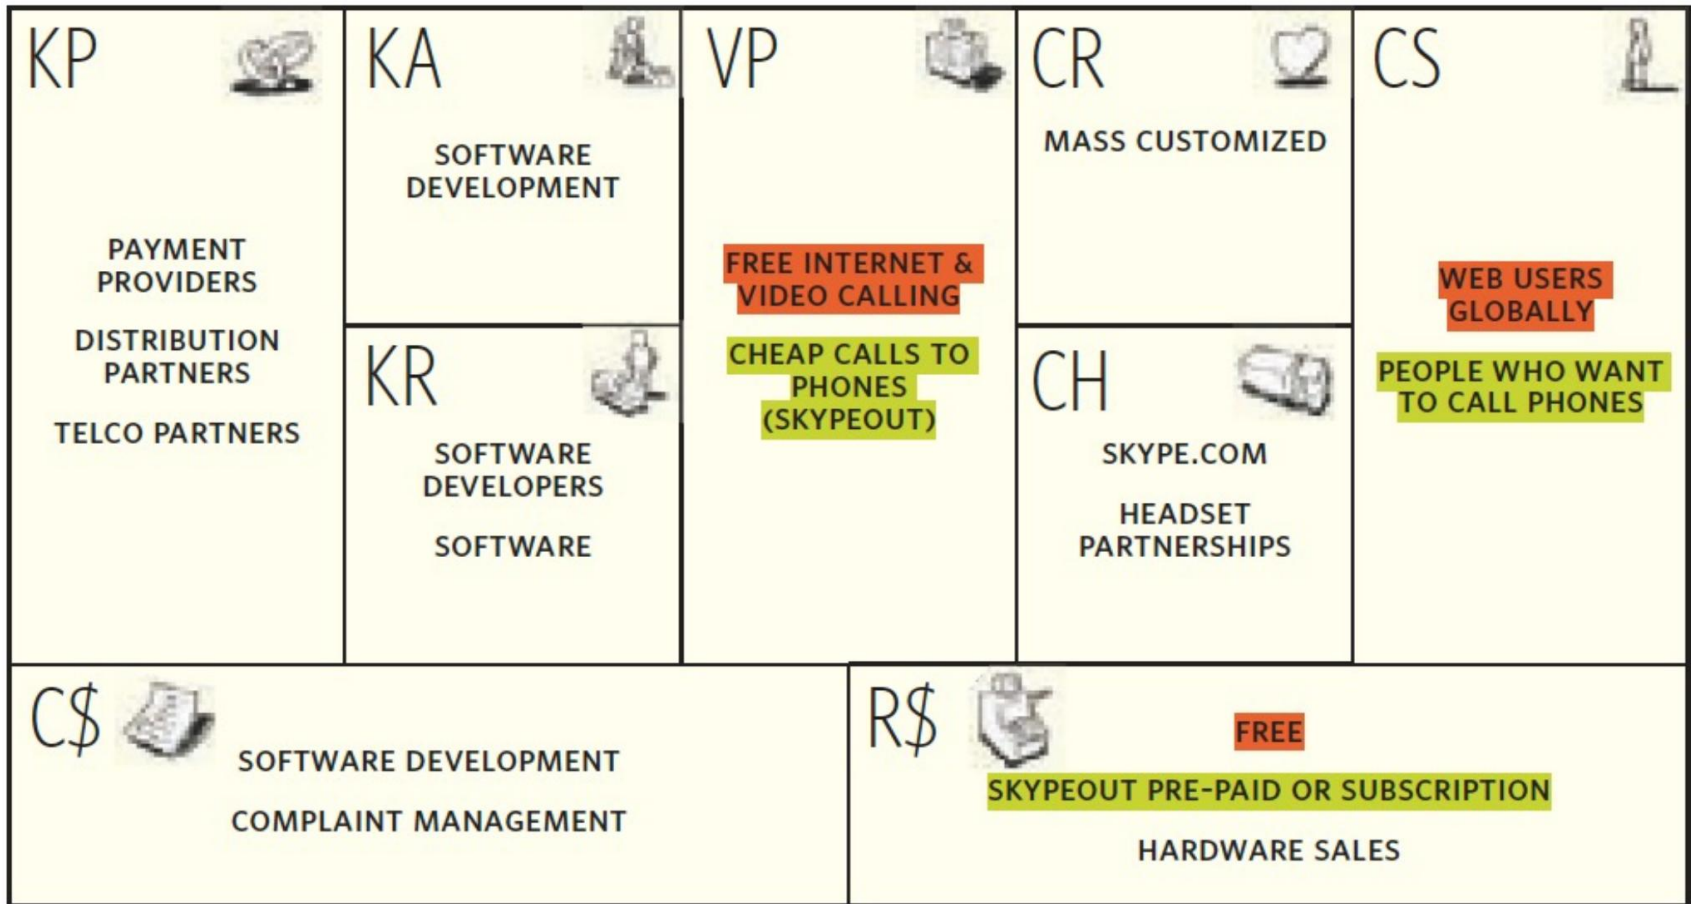 KP
PAYMENT
PROVIDERS
DISTRIBUTION
PARTNERS
TELCO PARTNERS
KA
SOFTWARE
DEVELOPMENT
KR
SOFTWARE
DEVELOPERS
SOFTWARE
VP
FREE INTERNET &
VIDEO CALLING
CHEAP CALLS TO
PHONES
(SKYPEOUT)
CR
MASS CUSTOMIZED
CH
SKYPE.COM
HEADSET
PARTNERSHIPS
CS
WEB USERS
GLOBALLY
PEOPLE WHO WANT
TO CALL PHONES
C$
SOFTWARE DEVELOPMENT
COMPLAINT MANAGEMENT
R$
FREE
SKYPEOUT PRE-PAID OR SUBSCRIPTION
HARDWARE SALES